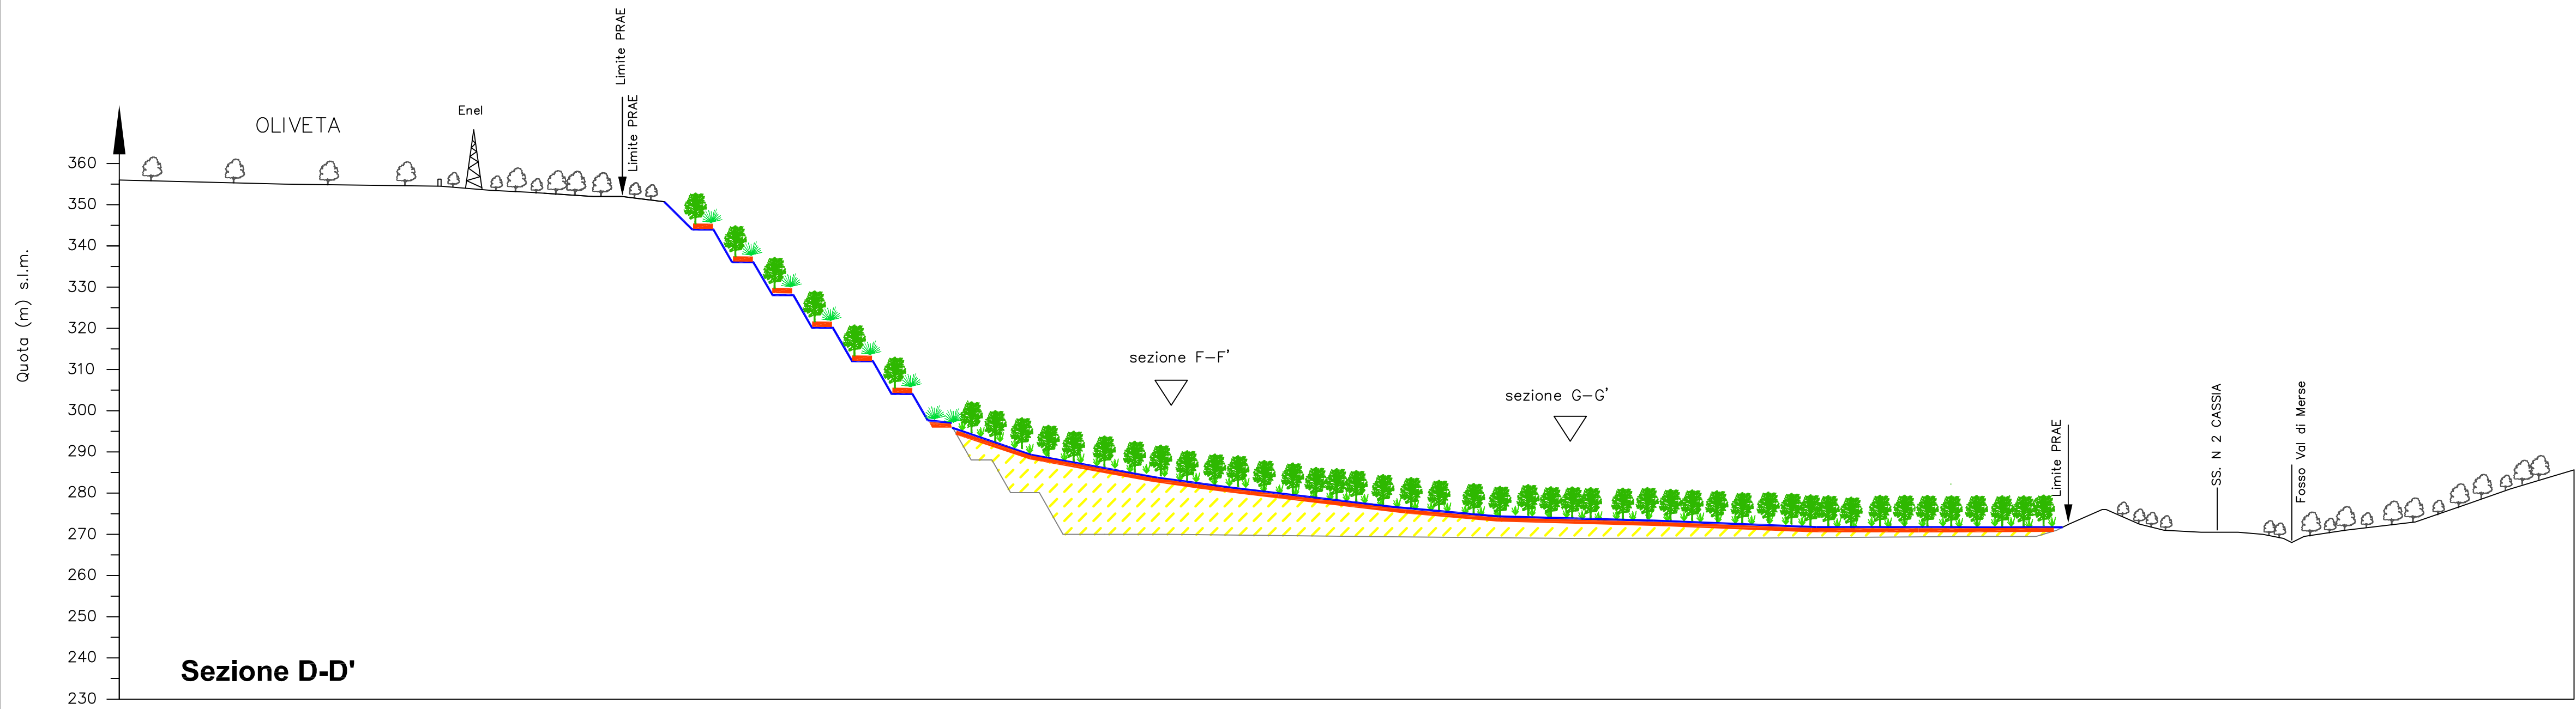 Limite PRAE
Limite PRAE
Enel
OLIVETA
Quota (m) s.l.m.
360
350
340
330
320
310
300
290
280
270
260
250
240
230
sezione F-F'
sezione G-G'
Limite PRAE
SS. N 2 CASSIA
Fosso Val di Merse
Sezione D-D'